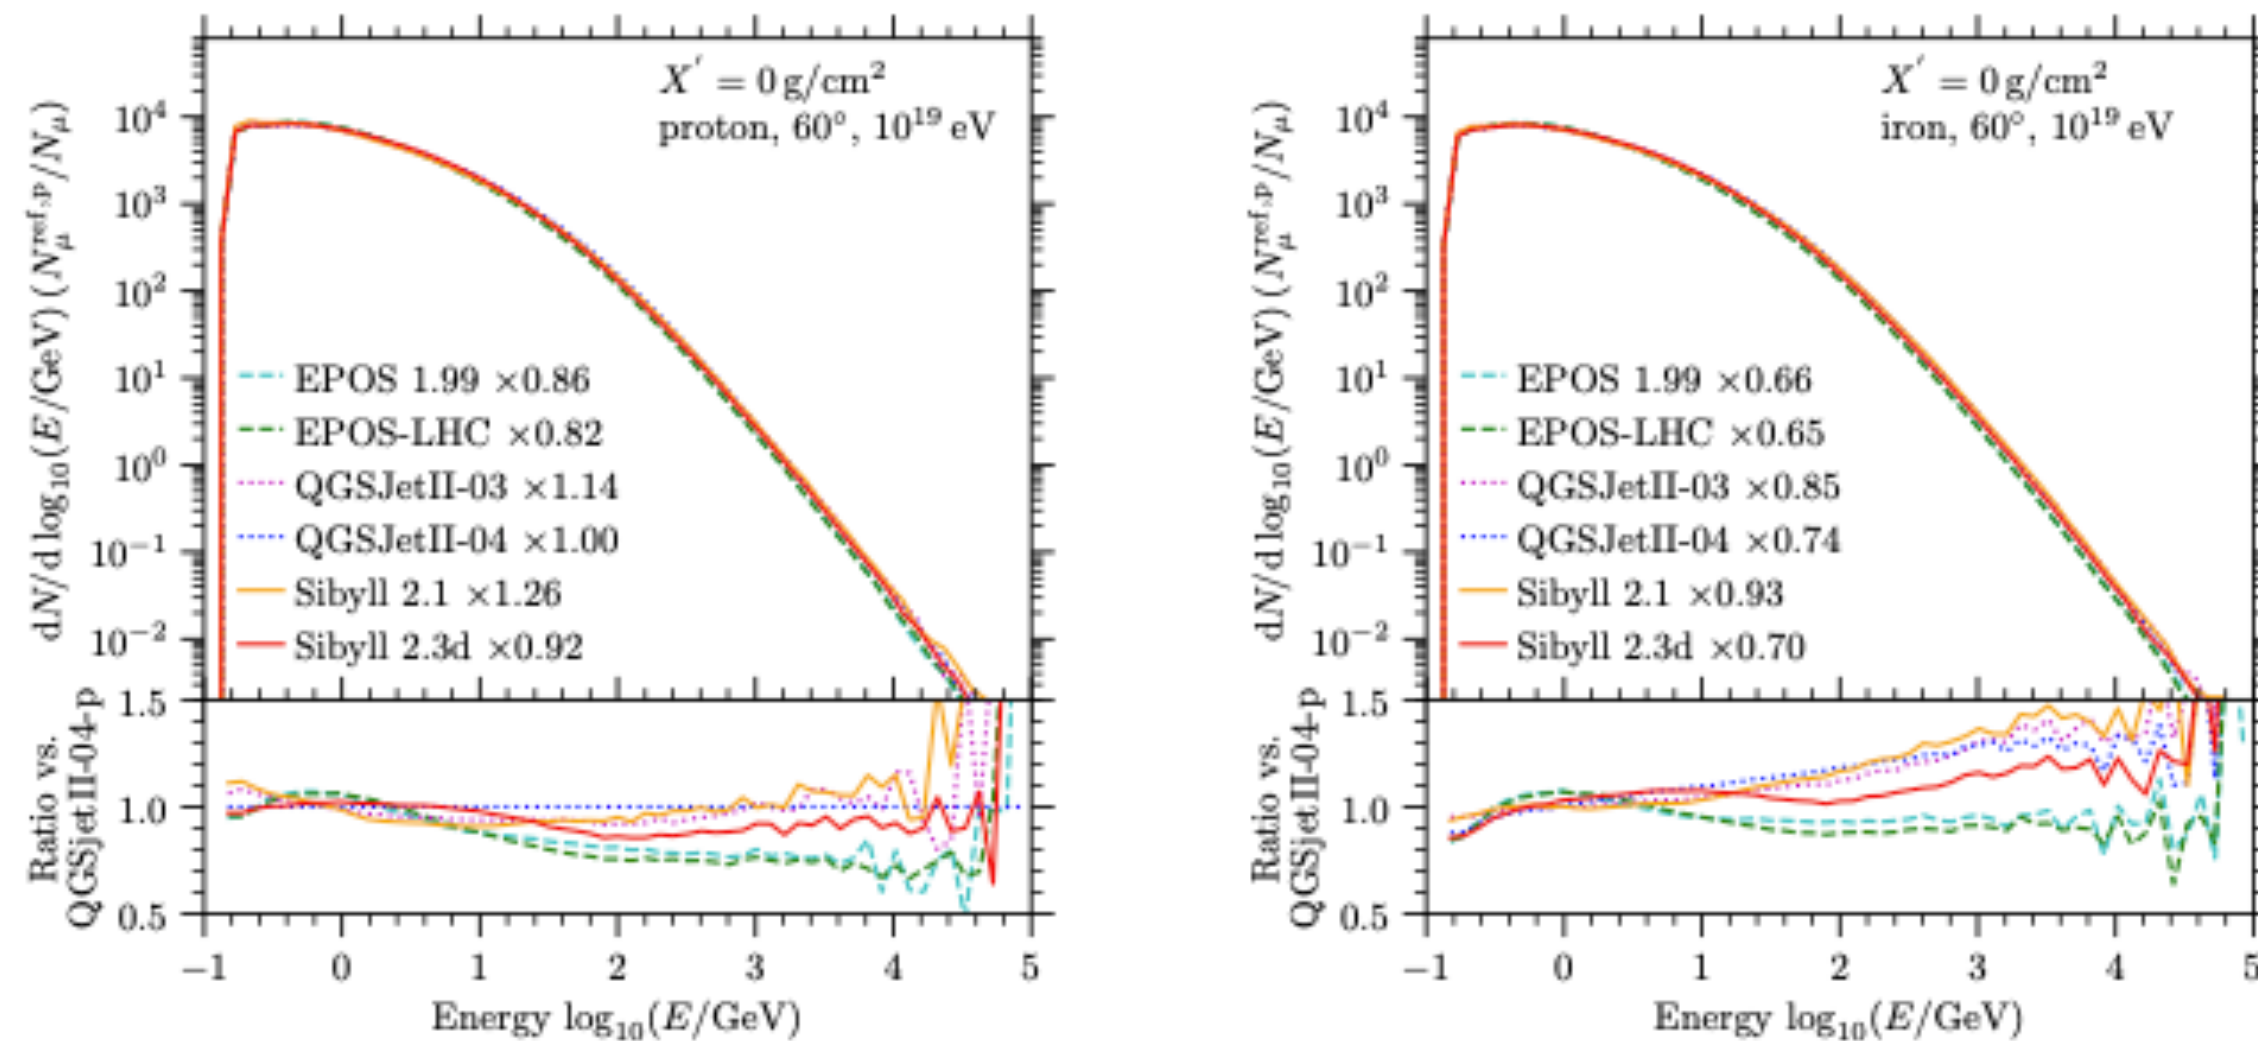 X′ = 0 g/cm²
proton, 60°, 10¹⁹ eV
dN/d log₁₀(E/GeV) (N_μ^ref,p/N_μ)
10⁴
10³
10²
10¹
10⁰
10⁻¹
10⁻²
EPOS 1.99 ×0.86
EPOS-LHC ×0.82
QGSJetII-03 ×1.14
QGSJetII-04 ×1.00
Sibyll 2.1 ×1.26
Sibyll 2.3d ×0.92
Ratio vs.
QGSjetII-04-p
1.5
1.0
0.5
−1 0 1 2 3 4 5
Energy log₁₀(E/GeV)
X′ = 0 g/cm²
iron, 60°, 10¹⁹ eV
dN/d log₁₀(E/GeV) (N_μ^ref,p/N_μ)
10⁴
10³
10²
10¹
10⁰
10⁻¹
10⁻²
EPOS 1.99 ×0.66
EPOS-LHC ×0.65
QGSJetII-03 ×0.85
QGSJetII-04 ×0.74
Sibyll 2.1 ×0.93
Sibyll 2.3d ×0.70
Ratio vs.
QGSjetII-04-p
1.5
1.0
0.5
−1 0 1 2 3 4 5
Energy log₁₀(E/GeV)